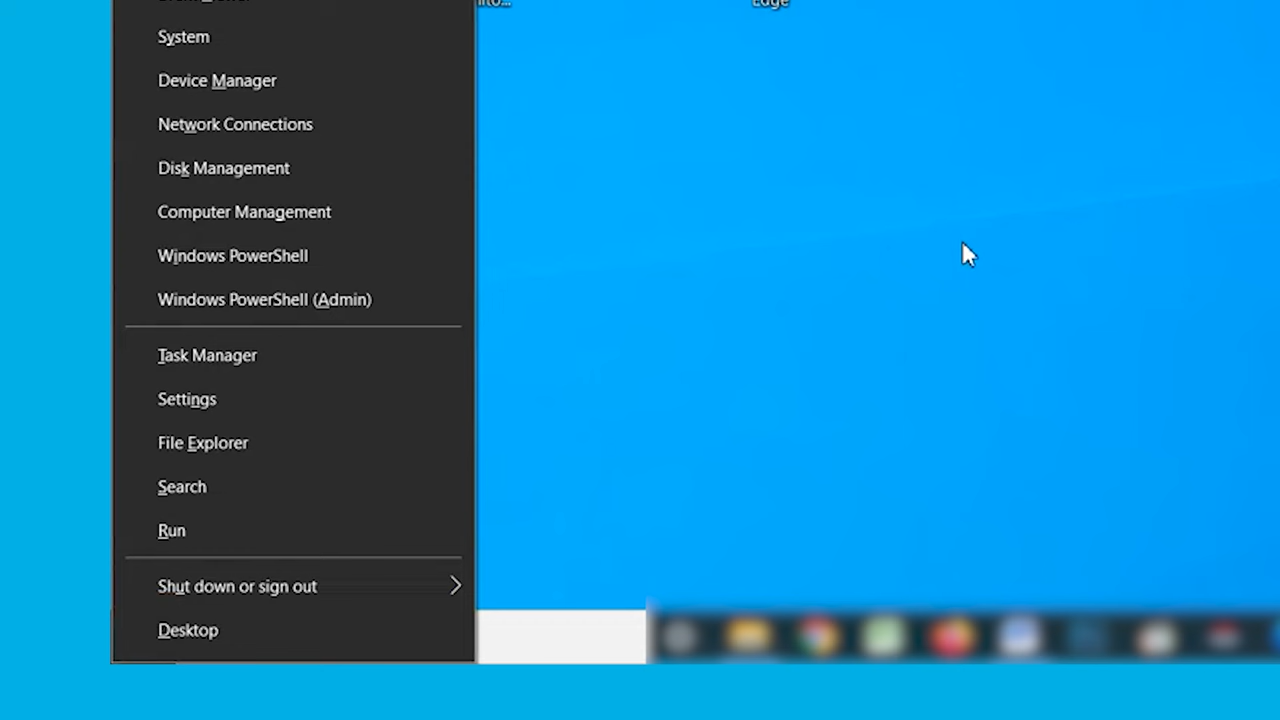 Edge
System
Device Manager
Network Connections
Disk Management
Computer Management
Windows PowerShell
Windows PowerShell (Admin)
Task Manager
Settings
File Explorer
Search
Run
Shut down or sign out
Desktop